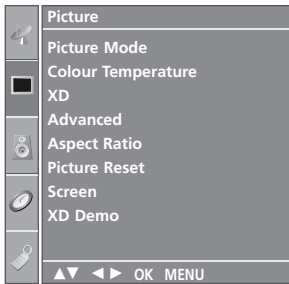 Picture
Picture Mode
Colour Temperature
XD
Advanced
Aspect Ratio
Picture Reset
Screen
XD Demo
▲▼ ◄► OK MENU